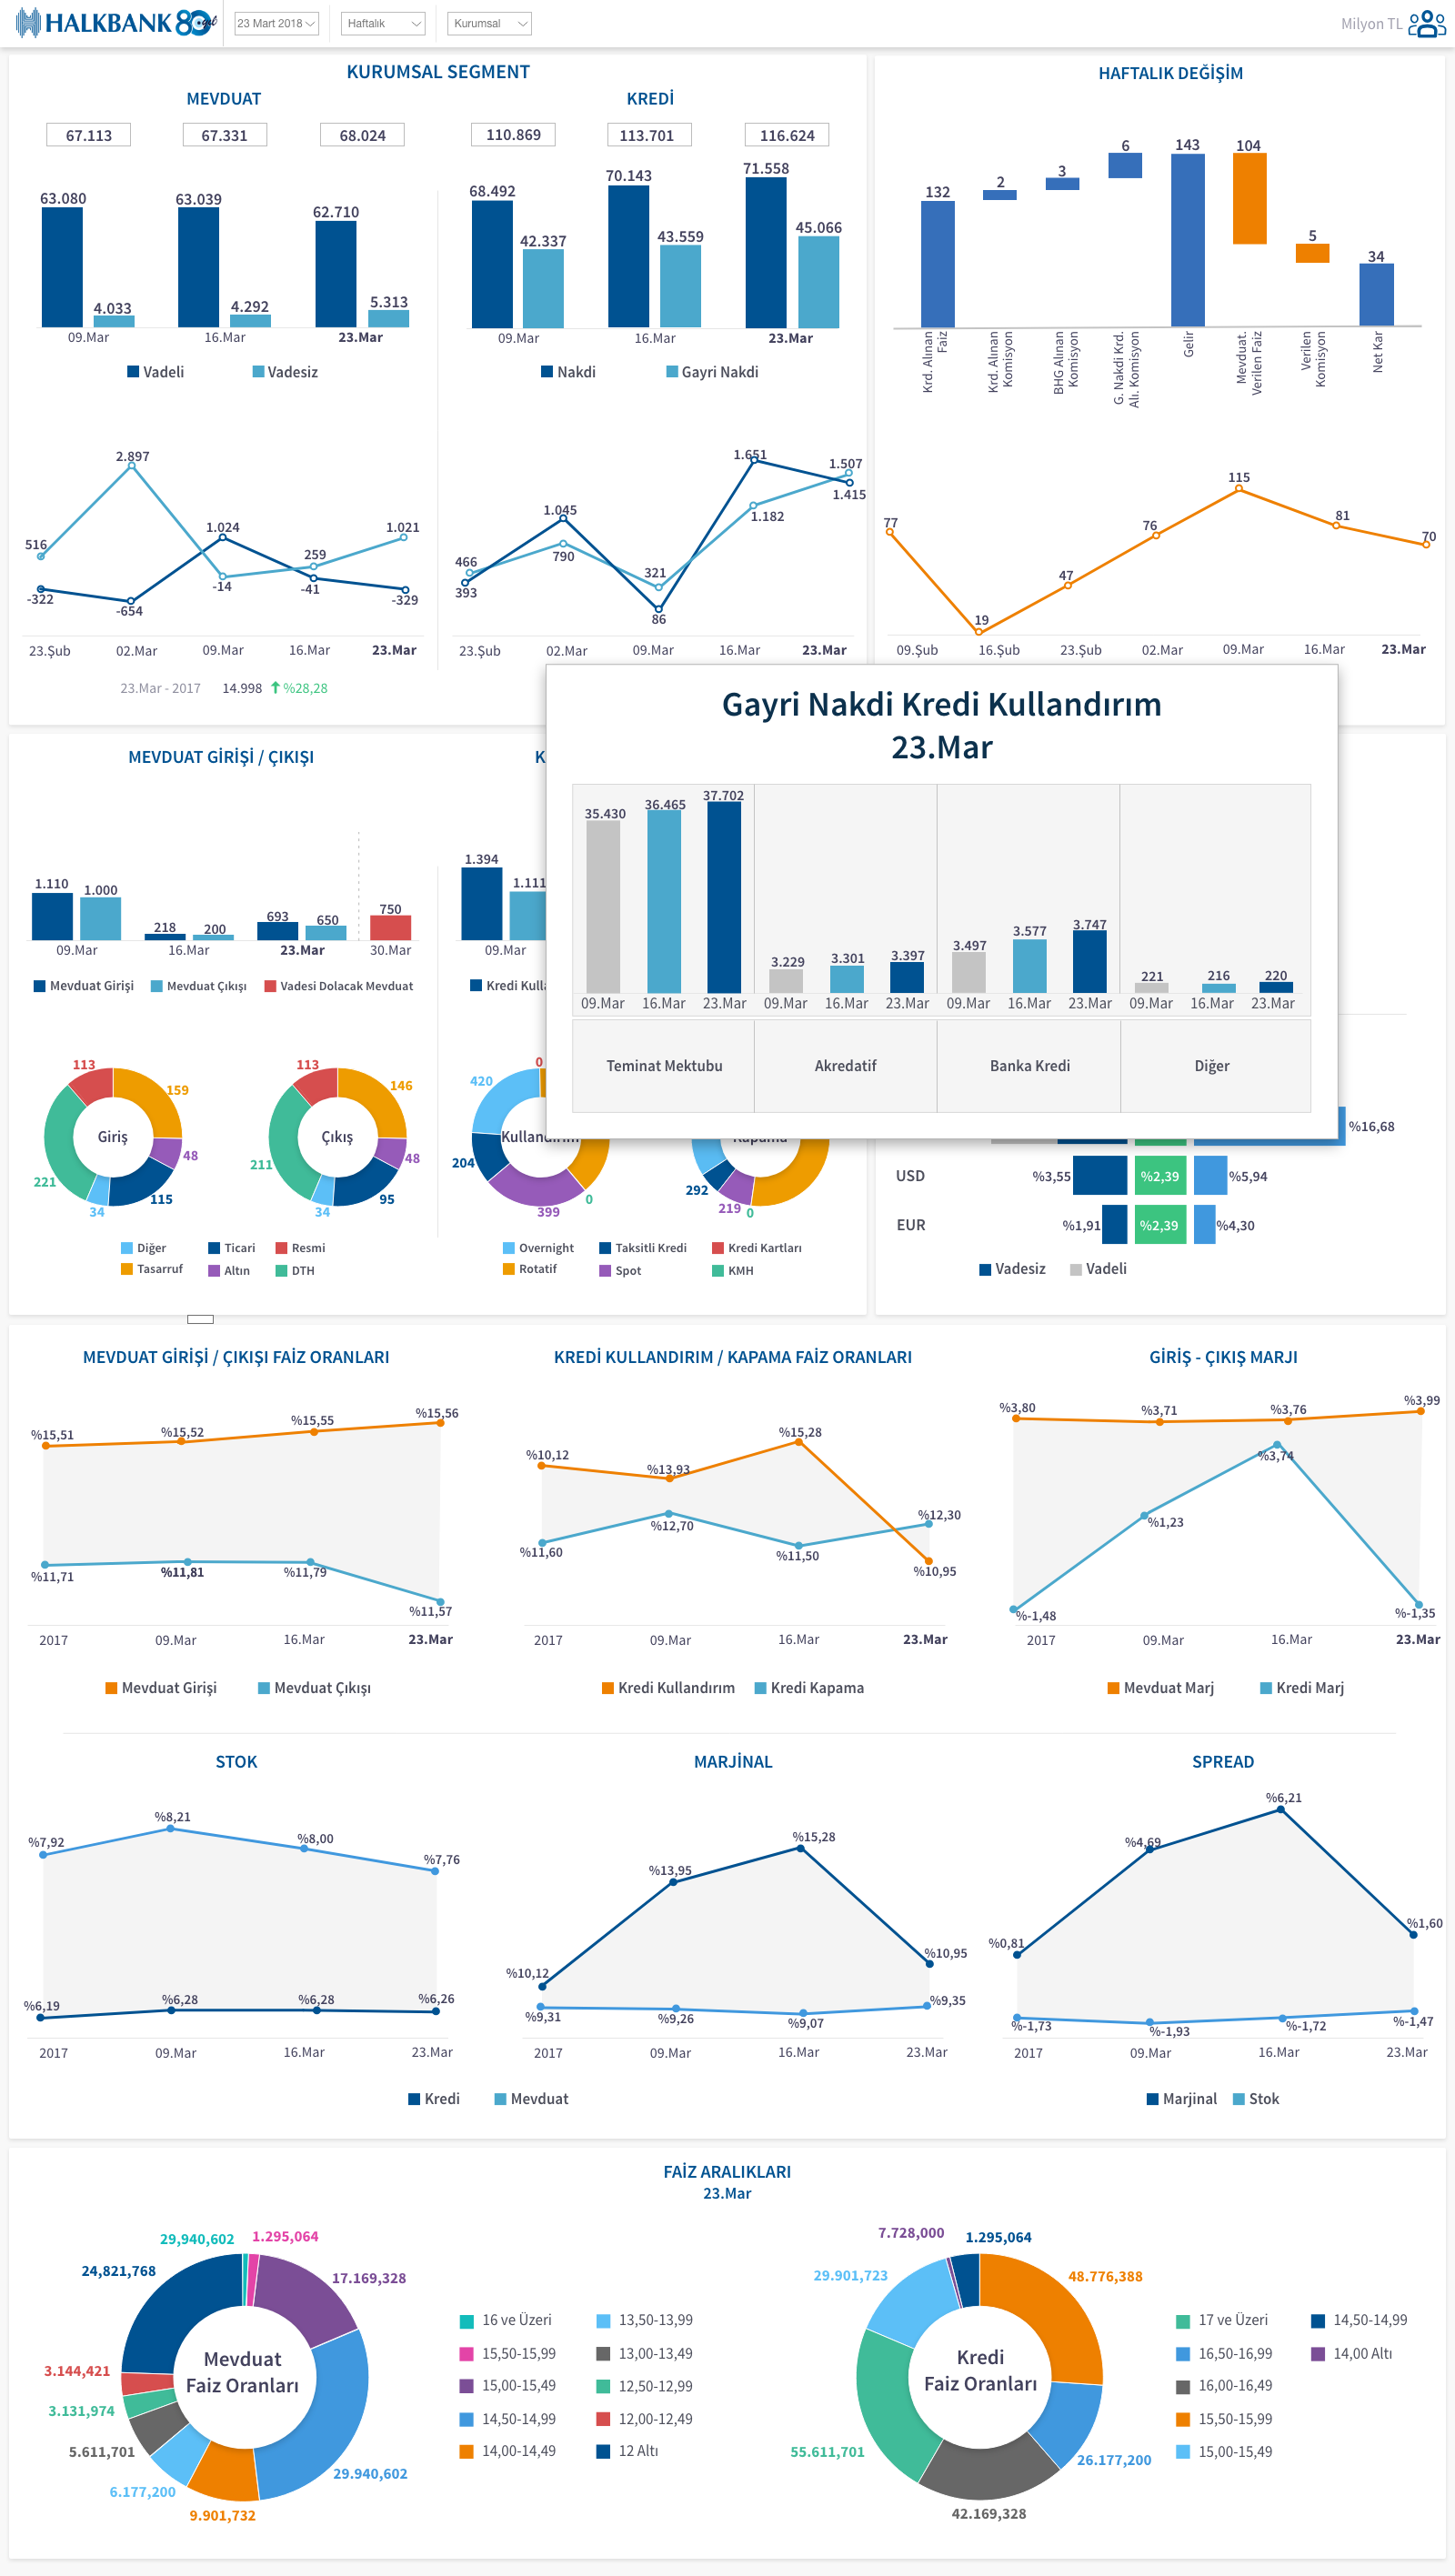 HALKBANK 80.yıl
23 Mart 2018
Haftalık
Kurumsal
Milyon TL
KURUMSAL SEGMENT
MEVDUAT
67.113 67.331 68.024
63.080 63.039 62.710
4.033 4.292 5.313
09.Mar 16.Mar 23.Mar
Vadeli Vadesiz
KREDİ
110.869 113.701 116.624
68.492 70.143 71.558
42.337 43.559 45.066
09.Mar 16.Mar 23.Mar
Nakdi Gayri Nakdi
HAFTALIK DEĞİŞİM
132 2 3 6 143 104 5 34
Krd. Alınan
Faiz
Krd. Alınan
Komisyon
BHG Alınan
Komisyon
G. Nakdi Krd.
Alı. Komisyon
Gelir
Mevduat.
Verilen Faiz
Verilen
Komisyon
Net Kar
516 2.897 1.024 259 1.021
-322 -654 -14 -41 -329
23.Şub 02.Mar 09.Mar 16.Mar 23.Mar
23.Mar - 2017 14.998 %28,28
466 1.045 321 1.651 1.507
393 790 86 1.182 1.415
23.Şub 02.Mar 09.Mar 16.Mar 23.Mar
77 19 47 76 115 81 70
09.Şub 16.Şub 23.Şub 02.Mar 09.Mar 16.Mar 23.Mar
Gayri Nakdi Kredi Kullandırım
23.Mar
35.430 36.465 37.702
3.229 3.301 3.397
3.497 3.577 3.747
221 216 220
09.Mar 16.Mar 23.Mar 09.Mar 16.Mar 23.Mar 09.Mar 16.Mar 23.Mar 09.Mar 16.Mar 23.Mar
Teminat Mektubu Akredatif Banka Kredi Diğer
MEVDUAT GİRİŞİ / ÇIKIŞI
K
1.110 1.000 218 200 693 650 750
09.Mar 16.Mar 23.Mar 30.Mar
Mevduat Girişi Mevduat Çıkışı Vadesi Dolacak Mevduat
1.394 1.111
09.Mar
Kredi Kulla
Giriş
113 159 48 115 34 221
Çıkış
113 146 48 95 34 211
Diğer Ticari Resmi
Tasarruf Altın DTH
Kullandırım
0 420 204 399 0
Kapama
292 219 0
Overnight Taksitli Kredi Kredi Kartları
Rotatif Spot KMH
%16,68
USD %3,55 %2,39 %5,94
EUR %1,91 %2,39 %4,30
Vadesiz Vadeli
MEVDUAT GİRİŞİ / ÇIKIŞI FAİZ ORANLARI
%15,51 %15,52 %15,55 %15,56
%11,71 %11,81 %11,79 %11,57
2017 09.Mar 16.Mar 23.Mar
Mevduat Girişi Mevduat Çıkışı
KREDİ KULLANDIRIM / KAPAMA FAİZ ORANLARI
%10,12 %13,93 %15,28 %12,30
%11,60 %12,70 %11,50 %10,95
2017 09.Mar 16.Mar 23.Mar
Kredi Kullandırım Kredi Kapama
GİRİŞ - ÇIKIŞ MARJI
%3,80 %3,71 %3,76 %3,99
%-1,48 %1,23 %3,74 %-1,35
2017 09.Mar 16.Mar 23.Mar
Mevduat Marj Kredi Marj
STOK
%7,92 %8,21 %8,00 %7,76
%6,19 %6,28 %6,28 %6,26
2017 09.Mar 16.Mar 23.Mar
MARJİNAL
%10,12 %13,95 %15,28 %10,95
%9,31 %9,26 %9,07 %9,35
2017 09.Mar 16.Mar 23.Mar
Kredi Mevduat
SPREAD
%0,81 %4,69 %6,21 %1,60
%-1,73 %-1,93 %-1,72 %-1,47
2017 09.Mar 16.Mar 23.Mar
Marjinal Stok
FAİZ ARALIKLARI
23.Mar
Mevduat
Faiz Oranları
29,940,602 1.295,064
24,821,768 17.169,328
3.144,421
3.131,974
5.611,701
6.177,200
9.901,732
29.940,602
16 ve Üzeri 13,50-13,99
15,50-15,99 13,00-13,49
15,00-15,49 12,50-12,99
14,50-14,99 12,00-12,49
14,00-14,49 12 Altı
Kredi
Faiz Oranları
7.728,000 1.295,064
29.901,723 48.776,388
55.611,701 26.177,200
42.169,328
17 ve Üzeri 14,50-14,99
16,50-16,99 14,00 Altı
16,00-16,49
15,50-15,99
15,00-15,49